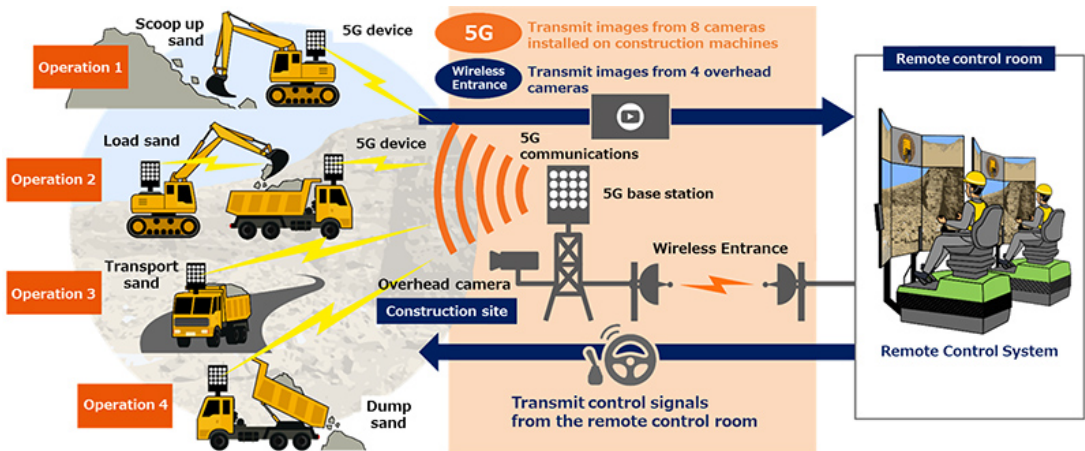 Operation 1
Scoop up
sand
5G device
5G
Transmit images from 8 cameras
installed on construction machines
Wireless
Entrance
Transmit images from 4 overhead
cameras
Remote control room
Operation 2
Load sand
5G device
5G
communications
5G base station
Operation 3
Transport
sand
Overhead camera
Construction site
Wireless Entrance
Remote Control System
Operation 4
Dump
sand
Transmit control signals
from the remote control room